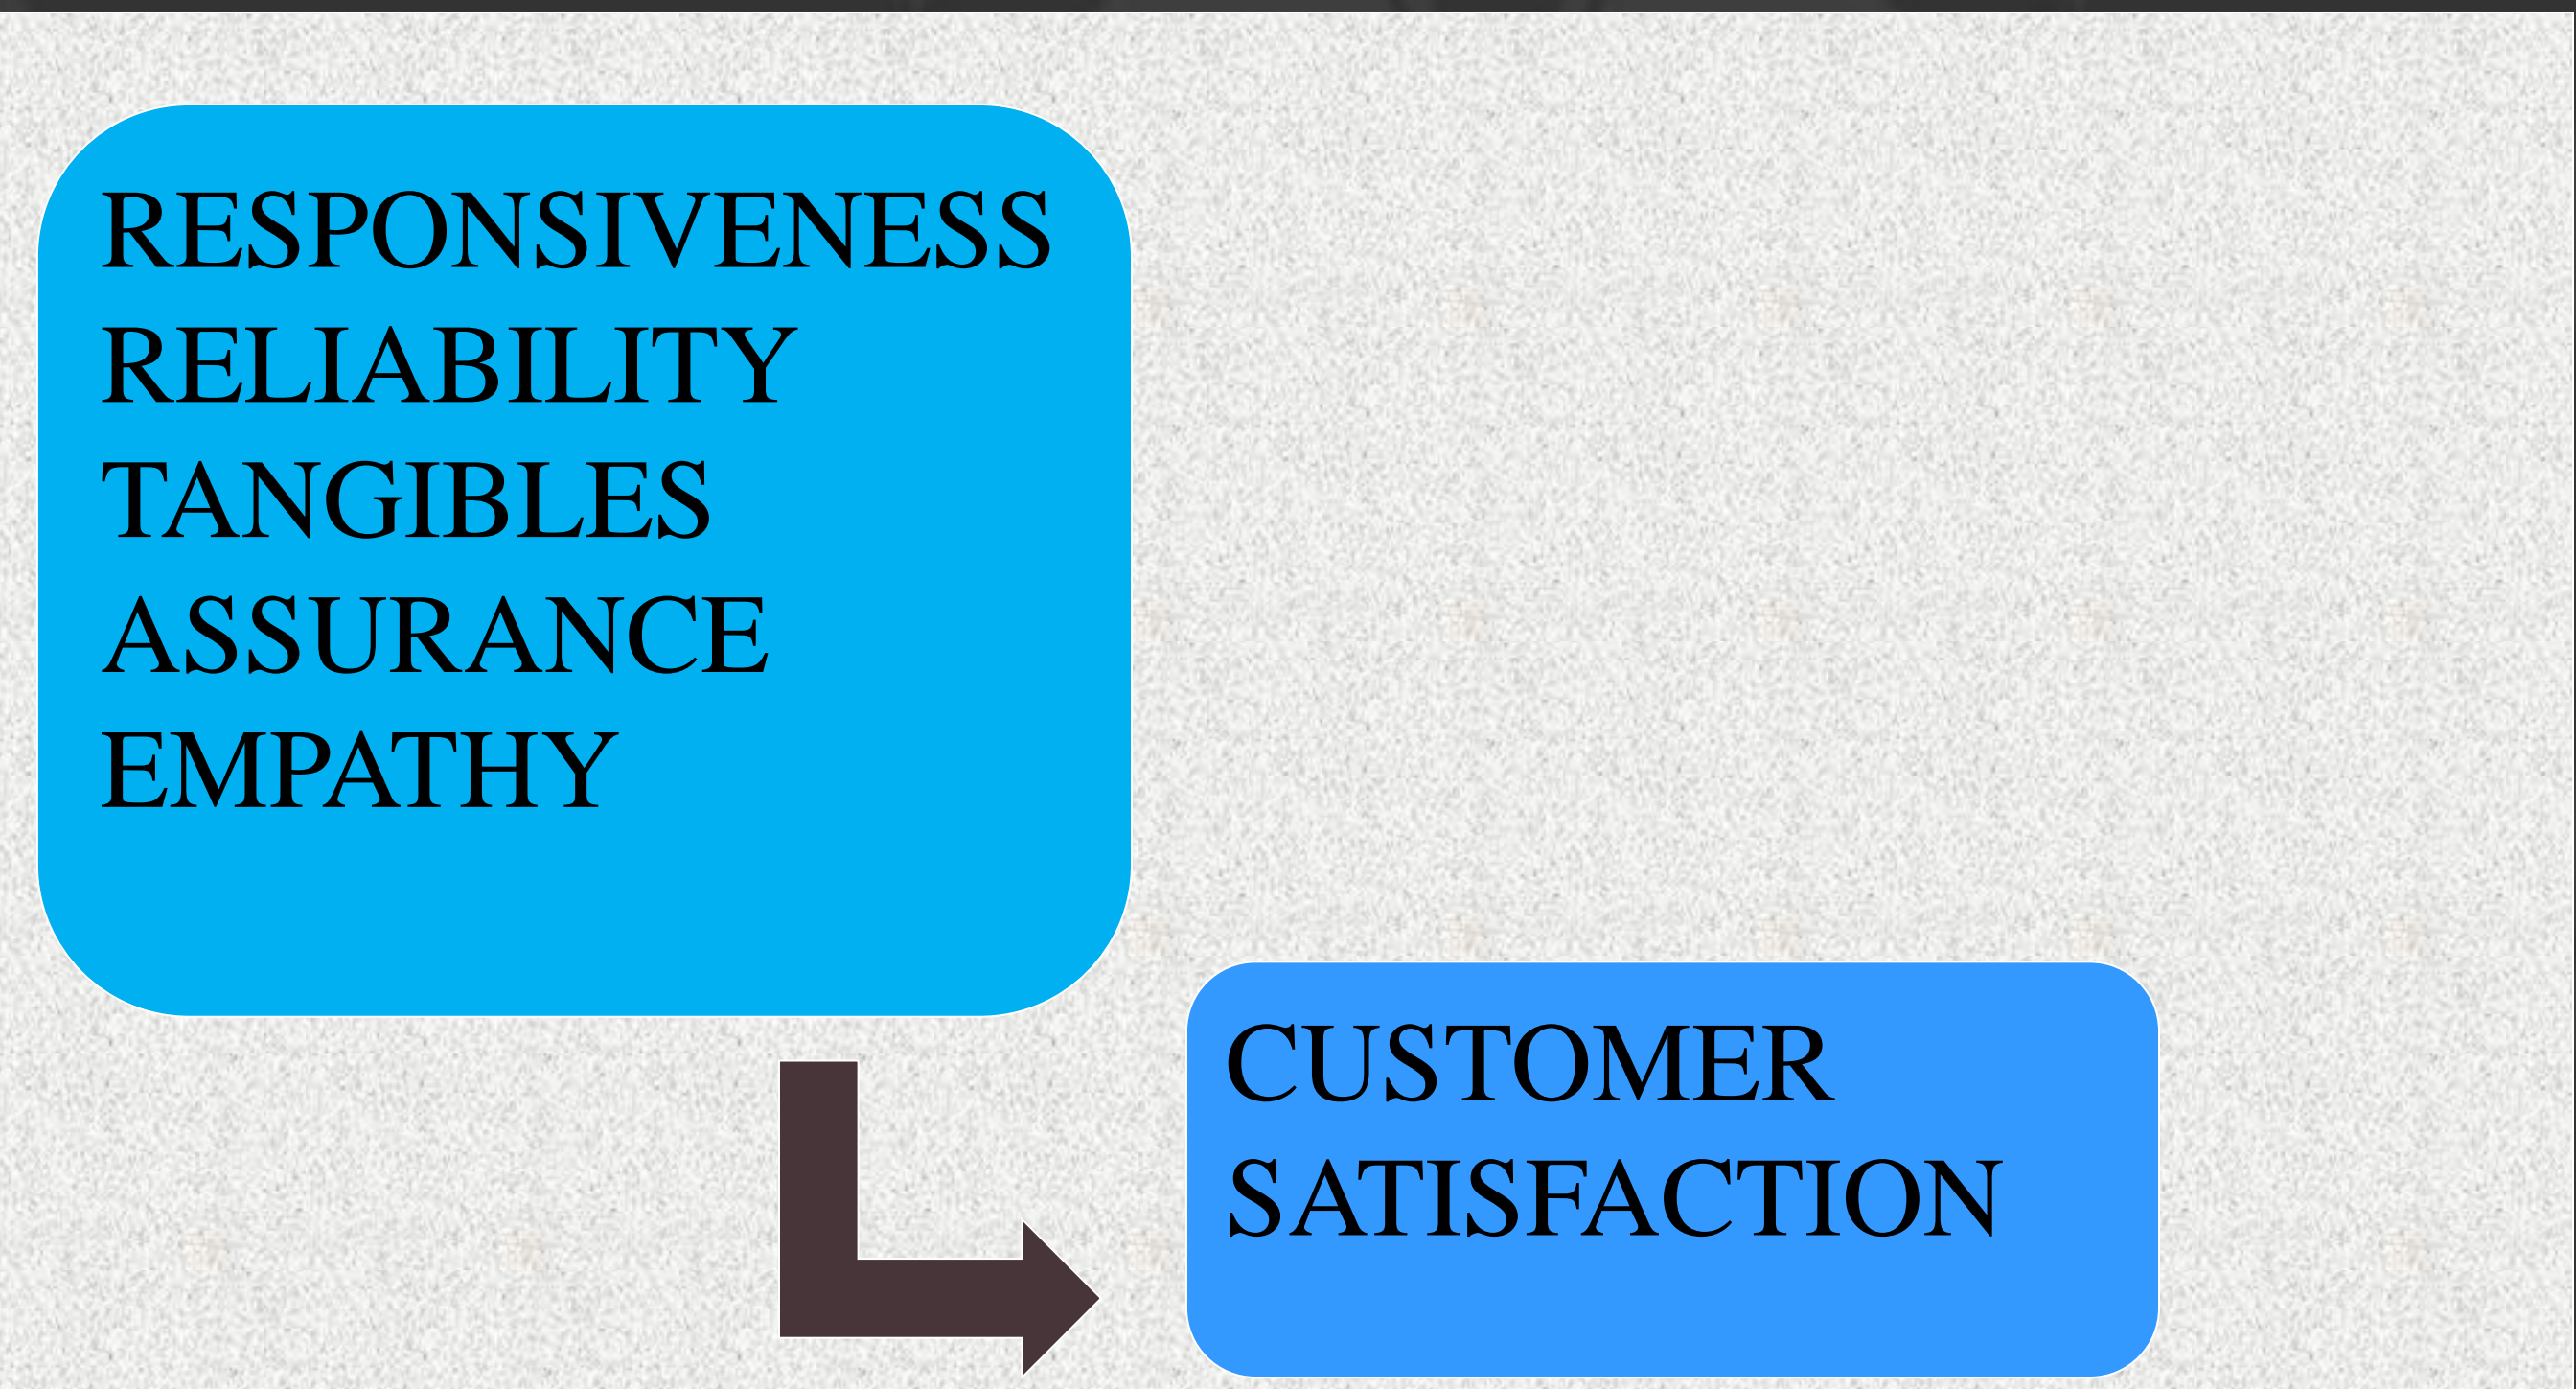 RESPONSIVENESS
RELIABILITY
TANGIBLES
ASSURANCE
EMPATHY
CUSTOMER
SATISFACTION